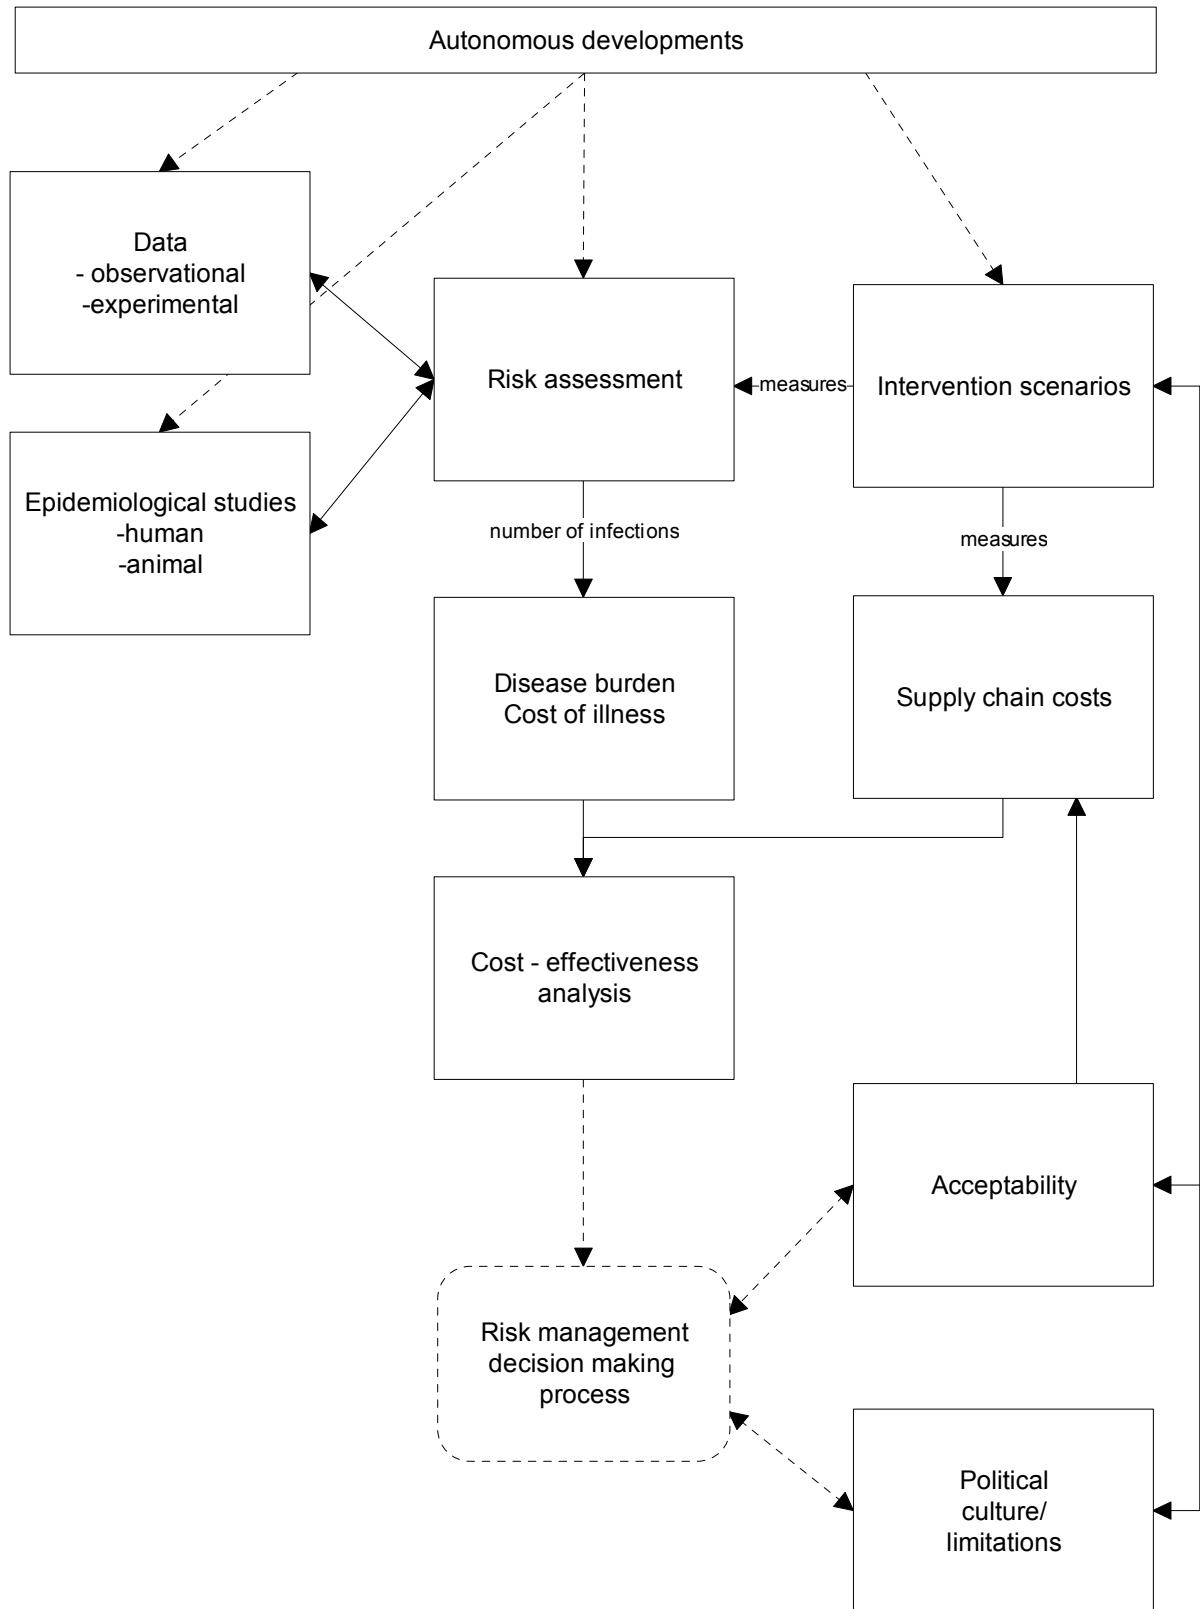 Autonomous developments
Data
- observational
-experimental
Risk assessment
measures
Intervention scenarios
Epidemiological studies
-human
-animal
number of infections
measures
Disease burden
Cost of illness
Supply chain costs
Cost - effectiveness
analysis
Acceptability
Risk management
decision making
process
Political
culture/
limitations